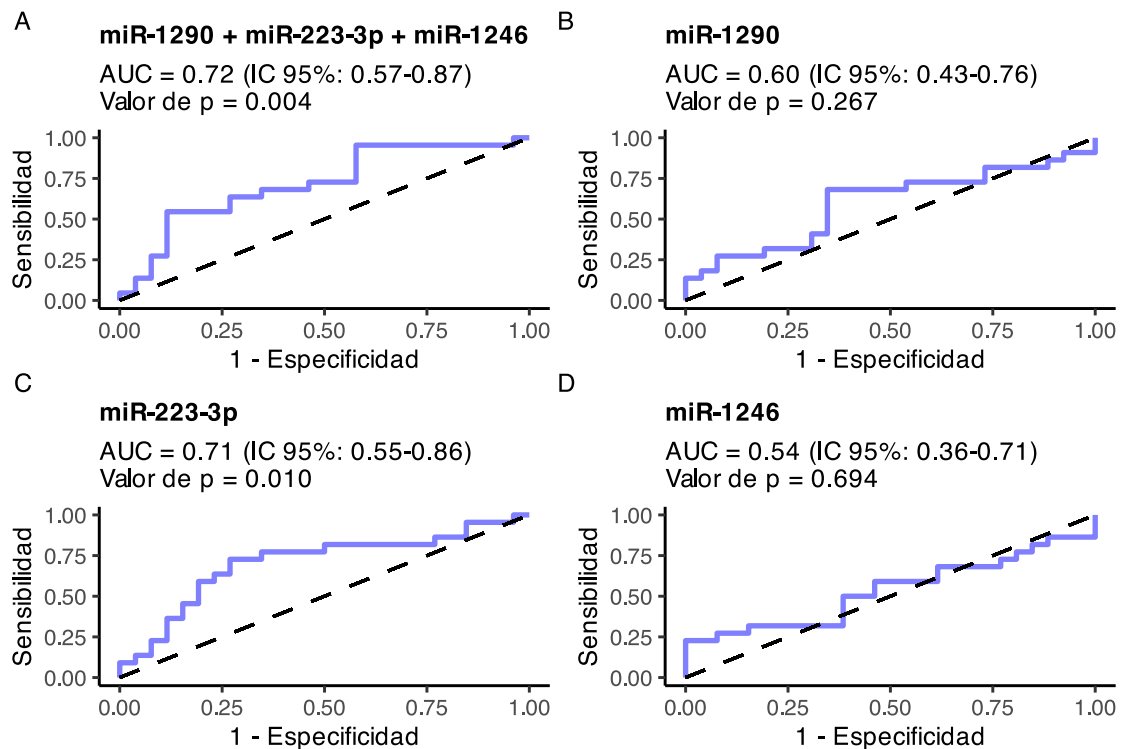 A
miR-1290 + miR-223-3p + miR-1246
AUC = 0.72 (IC 95%: 0.57-0.87)
Valor de p = 0.004
Sensibilidad
1.00
0.75
0.50
0.25
0.00
0.00 0.25 0.50 0.75 1.00
1 - Especificidad
B
miR-1290
AUC = 0.60 (IC 95%: 0.43-0.76)
Valor de p = 0.267
Sensibilidad
1.00
0.75
0.50
0.25
0.00
0.00 0.25 0.50 0.75 1.00
1 - Especificidad
C
miR-223-3p
AUC = 0.71 (IC 95%: 0.55-0.86)
Valor de p = 0.010
Sensibilidad
1.00
0.75
0.50
0.25
0.00
0.00 0.25 0.50 0.75 1.00
1 - Especificidad
D
miR-1246
AUC = 0.54 (IC 95%: 0.36-0.71)
Valor de p = 0.694
Sensibilidad
1.00
0.75
0.50
0.25
0.00
0.00 0.25 0.50 0.75 1.00
1 - Especificidad